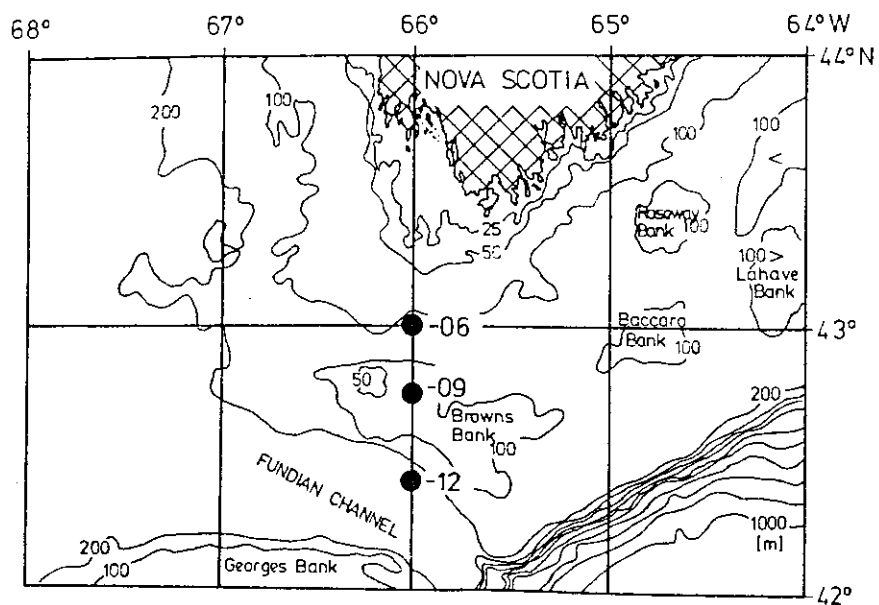 68° 67° 66° 65° 64°W
44°N
NOVA SCOTIA
200
100
100
100
25
50
Roseway
Bank
100
100 >
Lahave
Bank
-06
43°
Baccaro
Bank
100
50
-09
Browns
Bank
100
200
-12
FUNDIAN CHANNEL
200
100
Georges Bank
1000
[m]
42°